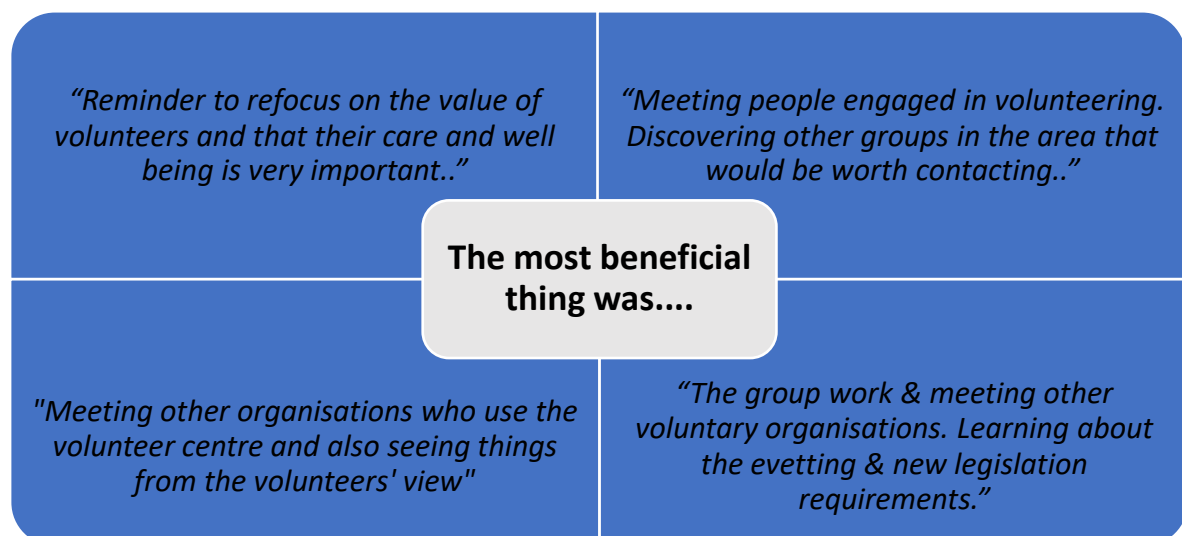 “Reminder to refocus on the value of
volunteers and that their care and well
being is very important..”
“Meeting people engaged in volunteering.
Discovering other groups in the area that
would be worth contacting..”
The most beneficial
thing was....
"Meeting other organisations who use the
volunteer centre and also seeing things
from the volunteers' view"
“The group work & meeting other
voluntary organisations. Learning about
the evetting & new legislation
requirements.”